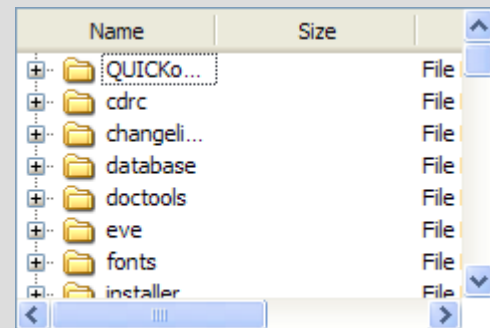 Name Size
QUICKo... File
cdrc File
changeli... File
database File
doctools File
eve File
fonts File
installer File